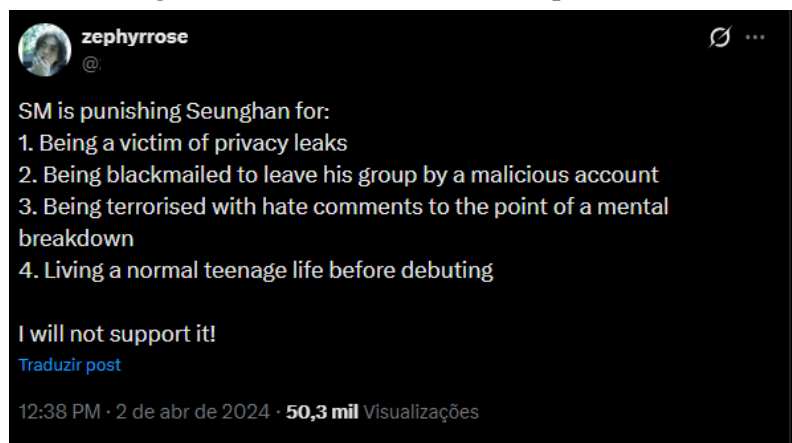 zephyrrose
@
SM is punishing Seunghan for:
1. Being a victim of privacy leaks
2. Being blackmailed to leave his group by a malicious account
3. Being terrorised with hate comments to the point of a mental
breakdown
4. Living a normal teenage life before debuting
I will not support it!
Traduzir post
12:38 PM · 2 de abr de 2024 · 50,3 mil Visualizações